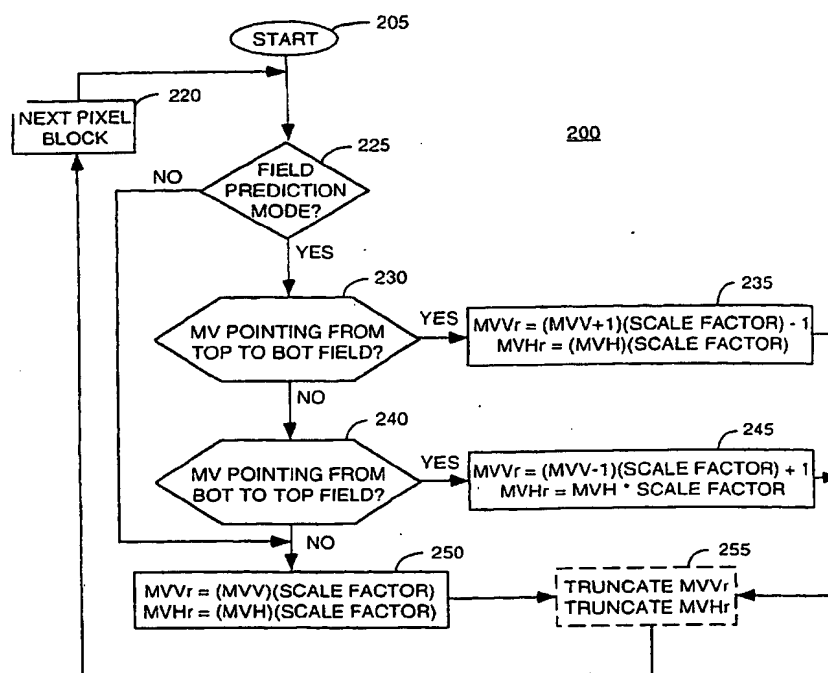 START
205
220
NEXT PIXEL
BLOCK
200
225
FIELD
PREDICTION
MODE?
NO
YES
230
MV POINTING FROM
TOP TO BOT FIELD?
YES
235
MVVr = (MVV+1)(SCALE FACTOR) - 1
MVHr = (MVH)(SCALE FACTOR)
NO
240
MV POINTING FROM
BOT TO TOP FIELD?
YES
245
MVVr = (MVV-1)(SCALE FACTOR) + 1
MVHr = MVH * SCALE FACTOR
NO
250
MVVr = (MVV)(SCALE FACTOR)
MVHr = (MVH)(SCALE FACTOR)
255
TRUNCATE MVVr
TRUNCATE MVHr